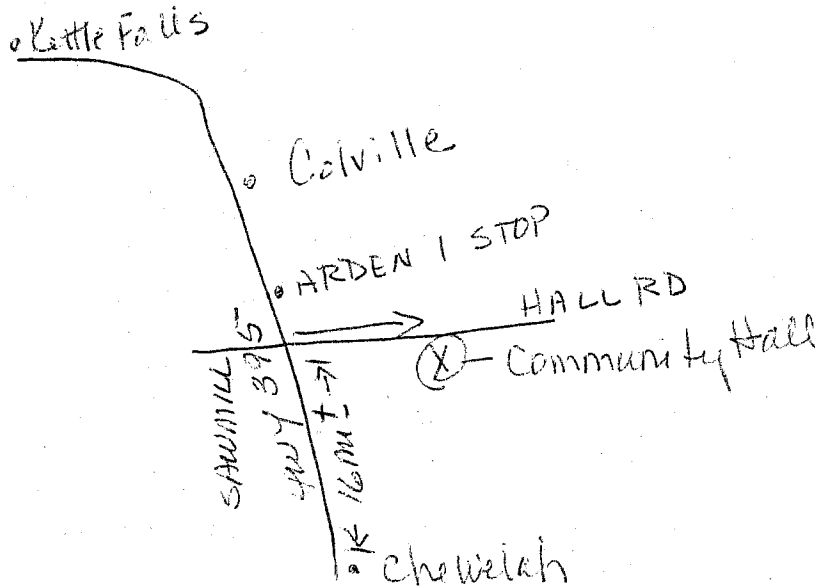 Kettle Falls
Colville
ARDEN 1 STOP
HALL RD
X - Community Hall
SAWMILL
HWY 395
16 mi ±
Chewelah